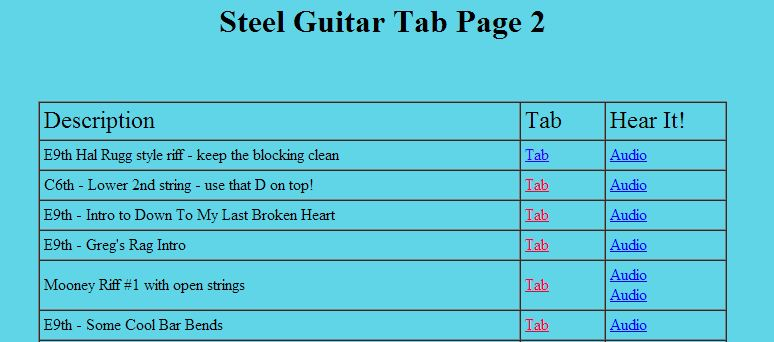 Steel Guitar Tab Page 2
Description Tab Hear It!
E9th Hal Rugg style riff - keep the blocking clean Tab Audio
C6th - Lower 2nd string - use that D on top! Tab Audio
E9th - Intro to Down To My Last Broken Heart Tab Audio
E9th - Greg's Rag Intro Tab Audio
Mooney Riff #1 with open strings Tab Audio
Audio
E9th - Some Cool Bar Bends Tab Audio